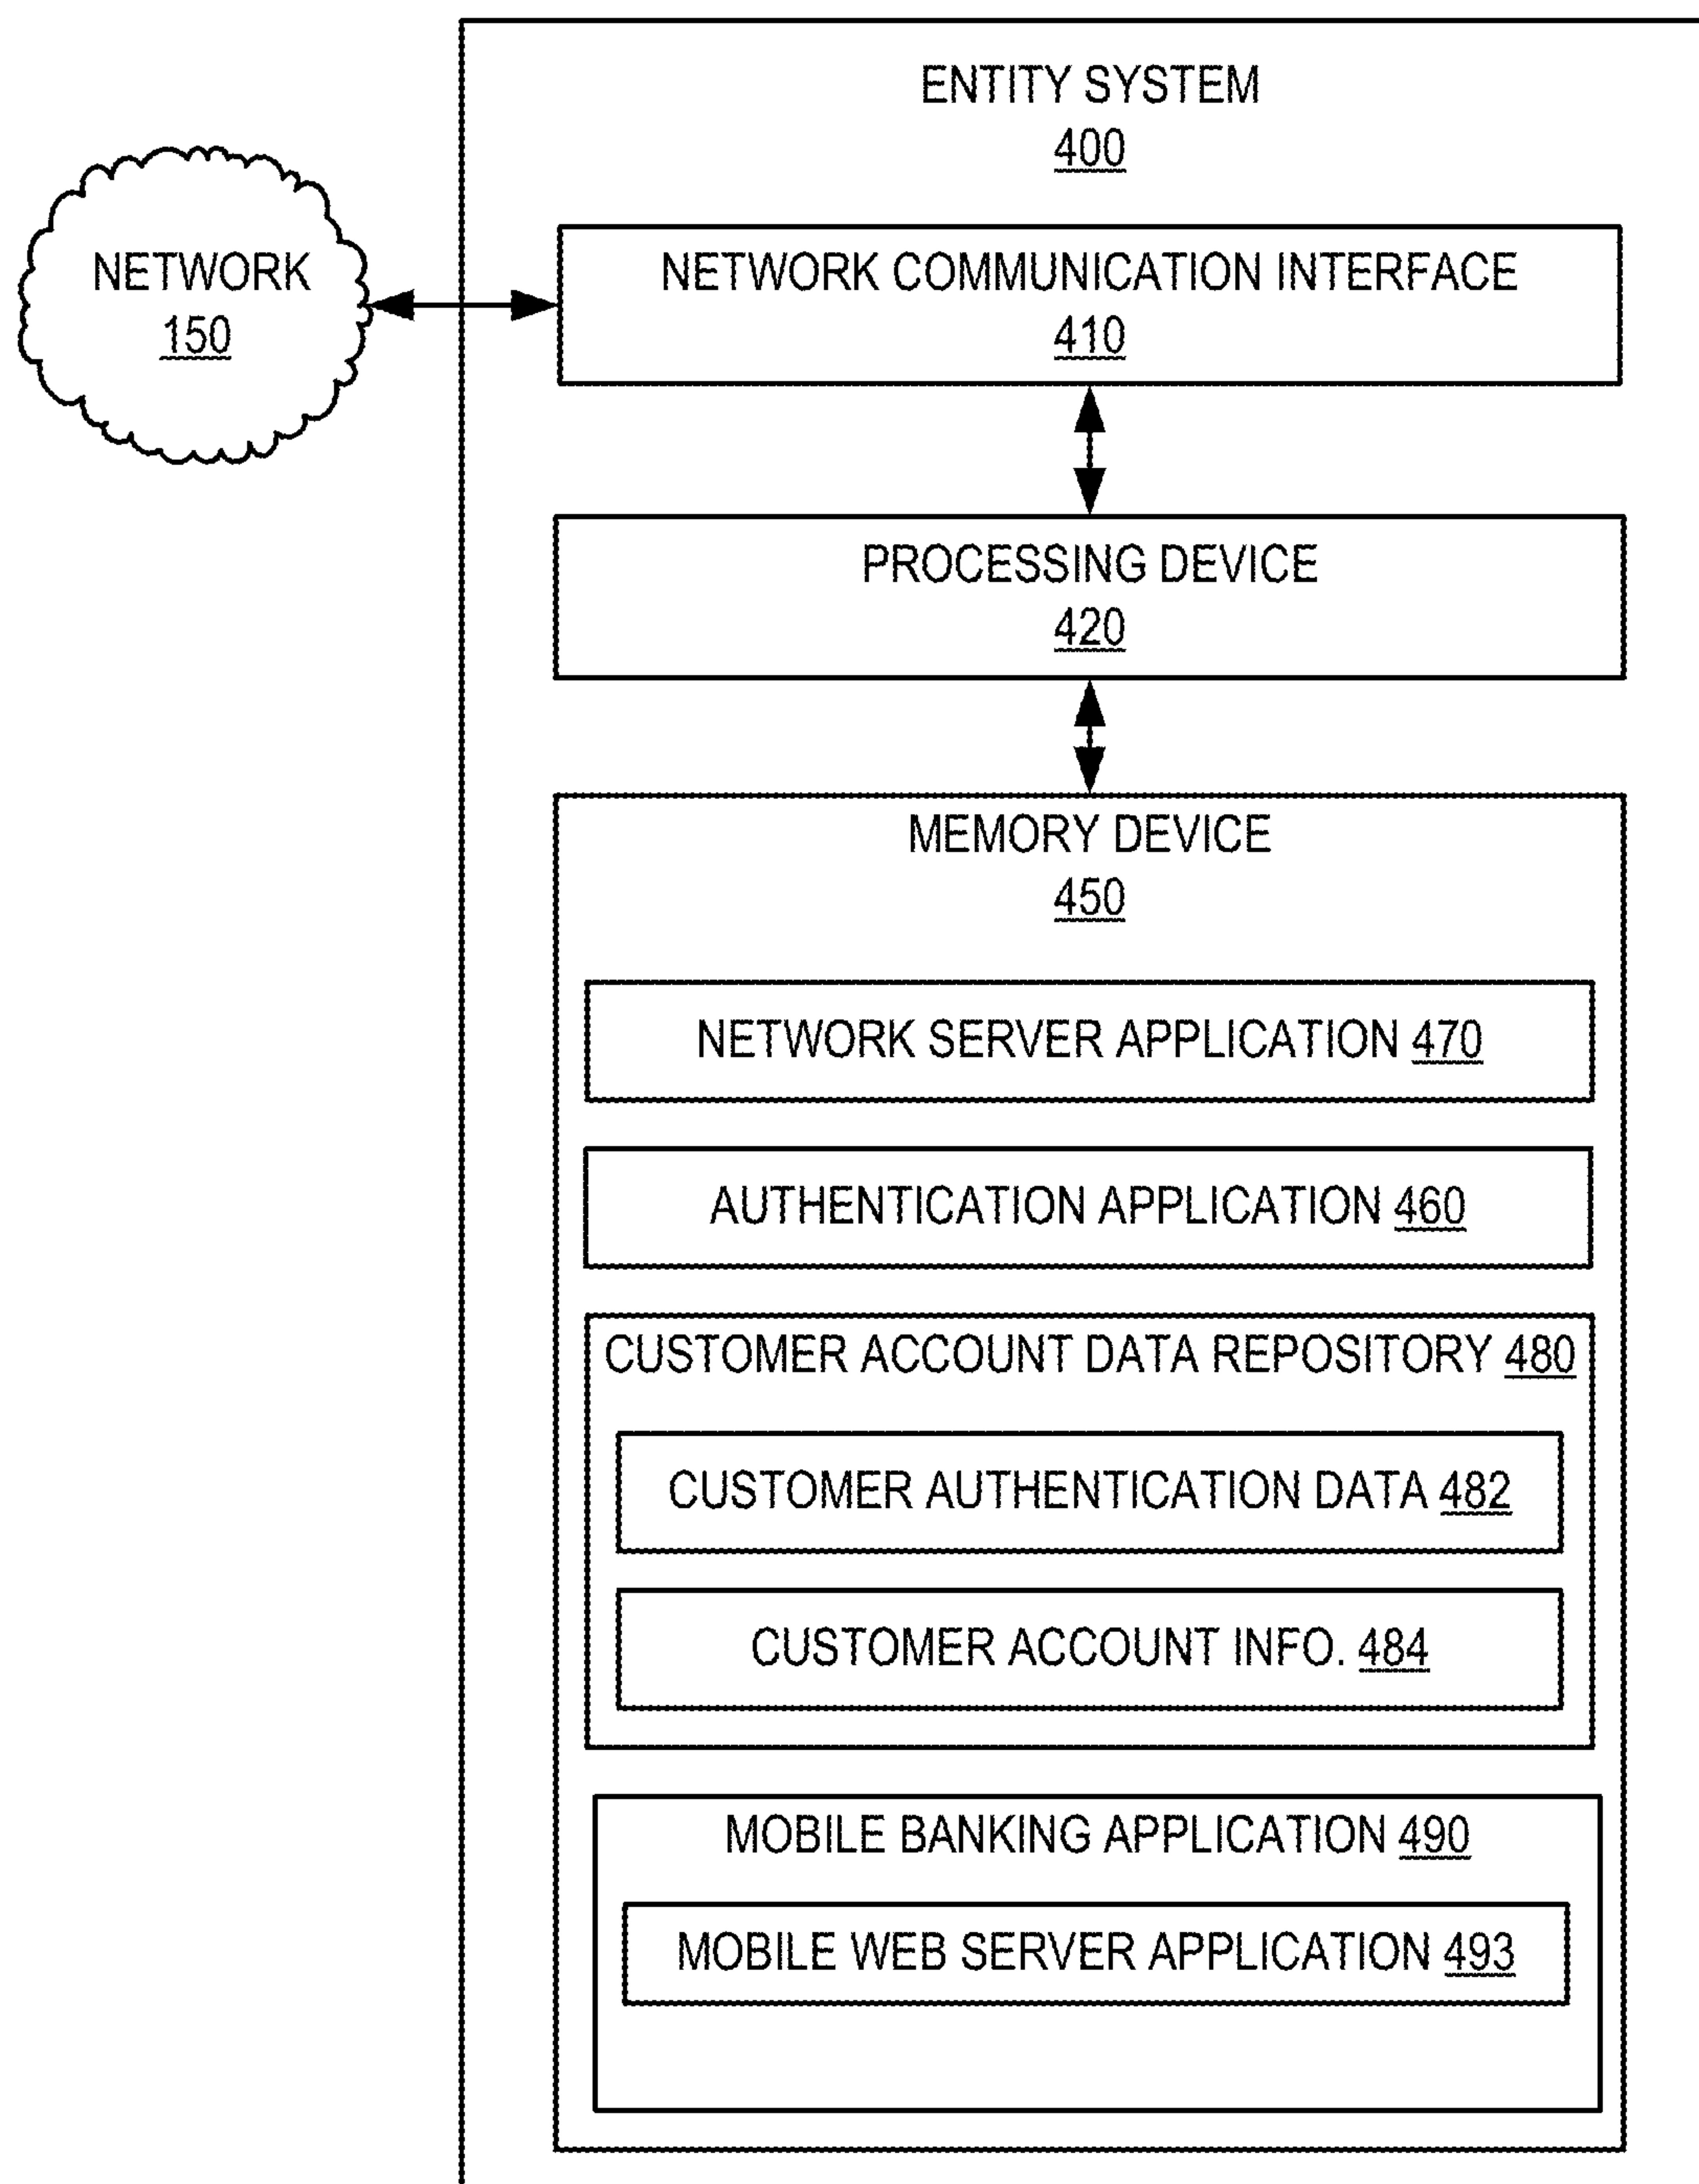 ENTITY SYSTEM
400
NETWORK
150
NETWORK COMMUNICATION INTERFACE
410
PROCESSING DEVICE
420
MEMORY DEVICE
450
NETWORK SERVER APPLICATION 470
AUTHENTICATION APPLICATION 460
CUSTOMER ACCOUNT DATA REPOSITORY 480
CUSTOMER AUTHENTICATION DATA 482
CUSTOMER ACCOUNT INFO. 484
MOBILE BANKING APPLICATION 490
MOBILE WEB SERVER APPLICATION 493